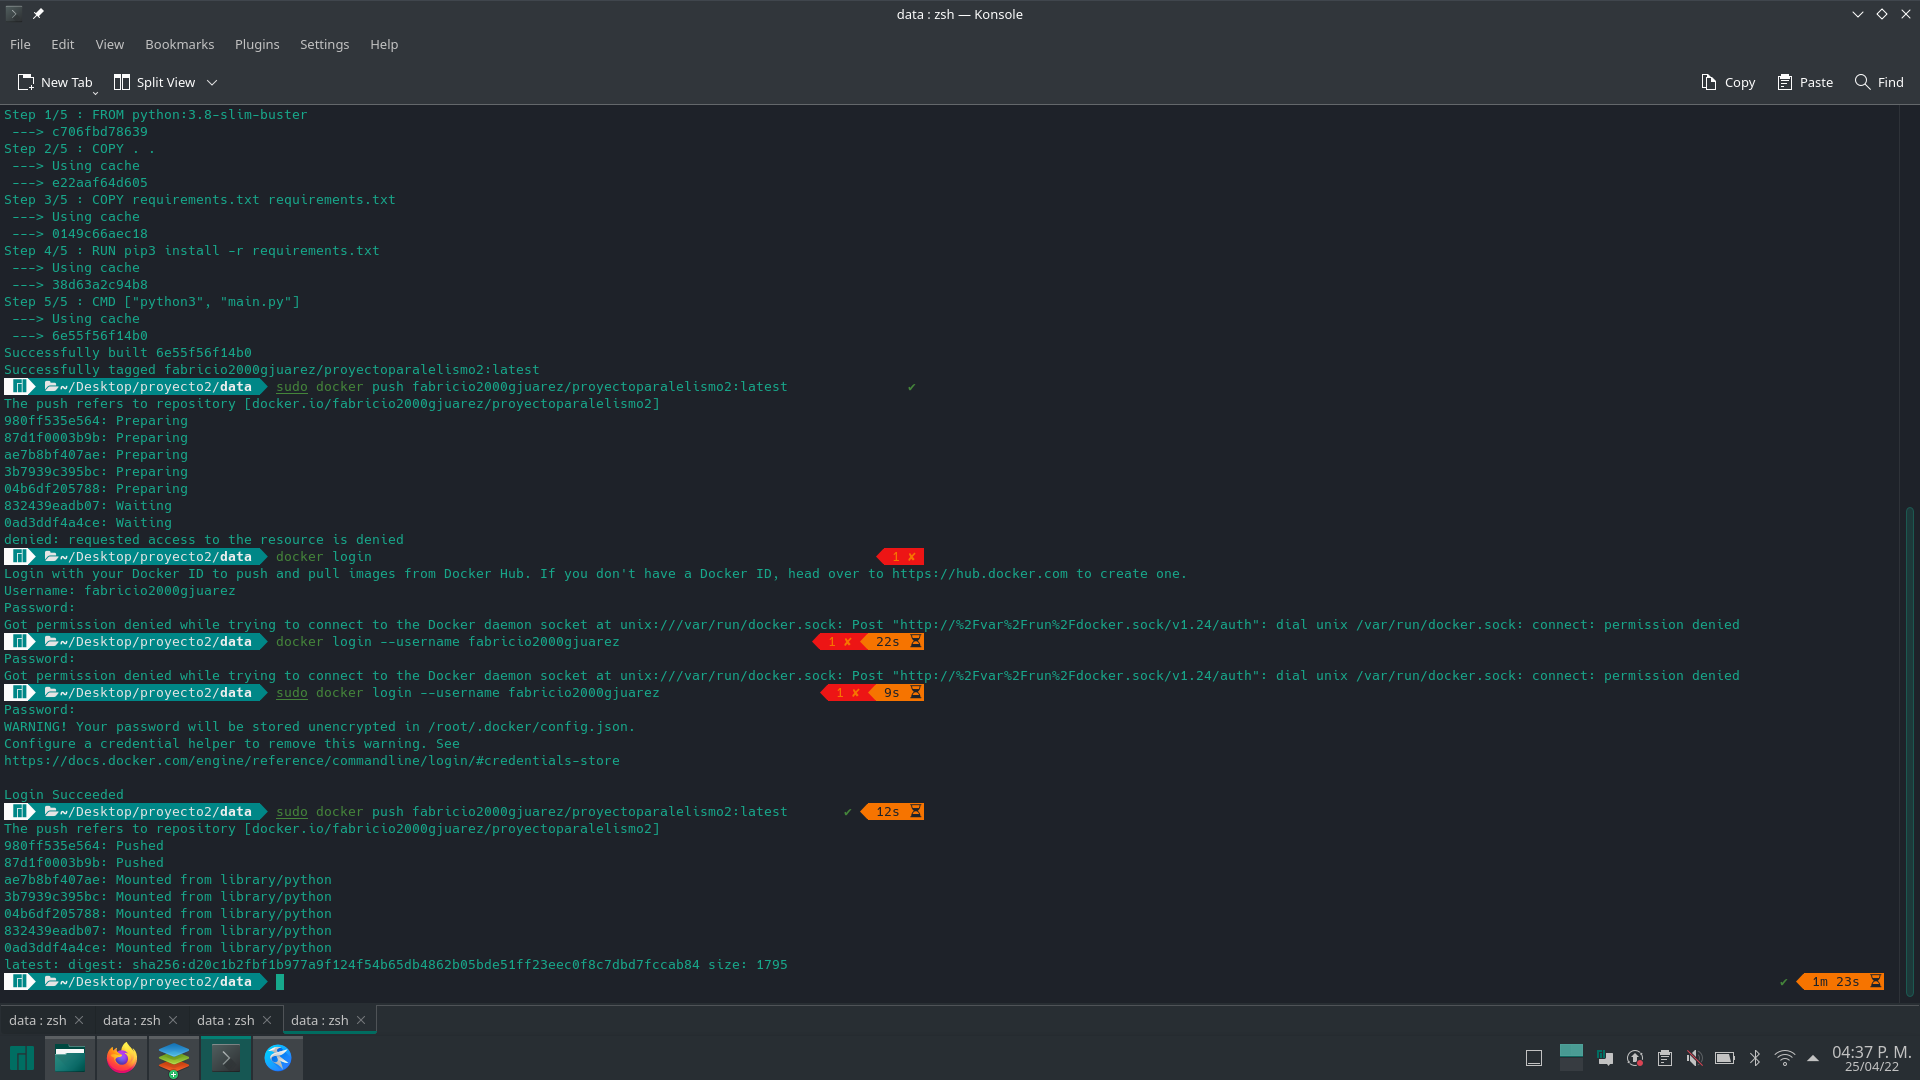 data : zsh — Konsole
File Edit View Bookmarks Plugins Settings Help
New Tab Split View Copy Paste Find
Step 1/5 : FROM python:3.8-slim-buster
 ---> c706fbd78639
Step 2/5 : COPY . .
 ---> Using cache
 ---> e22aaf64d605
Step 3/5 : COPY requirements.txt requirements.txt
 ---> Using cache
 ---> 0149c66aec18
Step 4/5 : RUN pip3 install -r requirements.txt
 ---> Using cache
 ---> 38d63a2c94b8
Step 5/5 : CMD ["python3", "main.py"]
 ---> Using cache
 ---> 6e55f56f14b0
Successfully built 6e55f56f14b0
Successfully tagged fabricio2000gjuarez/proyectoparalelismo2:latest
~/Desktop/proyecto2/data sudo docker push fabricio2000gjuarez/proyectoparalelismo2:latest ✔
The push refers to repository [docker.io/fabricio2000gjuarez/proyectoparalelismo2]
980ff535e564: Preparing
87d1f0003b9b: Preparing
ae7b8bf407ae: Preparing
3b7939c395bc: Preparing
04b6df205788: Preparing
832439eadb07: Waiting
0ad3ddf4a4ce: Waiting
denied: requested access to the resource is denied
~/Desktop/proyecto2/data docker login 1 ✘
Login with your Docker ID to push and pull images from Docker Hub. If you don't have a Docker ID, head over to https://hub.docker.com to create one.
Username: fabricio2000gjuarez
Password:
Got permission denied while trying to connect to the Docker daemon socket at unix:///var/run/docker.sock: Post "http://%2Fvar%2Frun%2Fdocker.sock/v1.24/auth": dial unix /var/run/docker.sock: connect: permission denied
~/Desktop/proyecto2/data docker login --username fabricio2000gjuarez 1 ✘ 22s
Password:
Got permission denied while trying to connect to the Docker daemon socket at unix:///var/run/docker.sock: Post "http://%2Fvar%2Frun%2Fdocker.sock/v1.24/auth": dial unix /var/run/docker.sock: connect: permission denied
~/Desktop/proyecto2/data sudo docker login --username fabricio2000gjuarez 1 ✘ 9s
Password:
WARNING! Your password will be stored unencrypted in /root/.docker/config.json.
Configure a credential helper to remove this warning. See
https://docs.docker.com/engine/reference/commandline/login/#credentials-store
Login Succeeded
~/Desktop/proyecto2/data sudo docker push fabricio2000gjuarez/proyectoparalelismo2:latest ✔ 12s
The push refers to repository [docker.io/fabricio2000gjuarez/proyectoparalelismo2]
980ff535e564: Pushed
87d1f0003b9b: Pushed
ae7b8bf407ae: Mounted from library/python
3b7939c395bc: Mounted from library/python
04b6df205788: Mounted from library/python
832439eadb07: Mounted from library/python
0ad3ddf4a4ce: Mounted from library/python
latest: digest: sha256:d20c1b2fbf1b977a9f124f54b65db4862b05bde51ff23eec0f8c7dbd7fccab84 size: 1795
~/Desktop/proyecto2/data ✔ 1m 23s
data : zsh data : zsh data : zsh data : zsh
04:37 P. M.
25/04/22